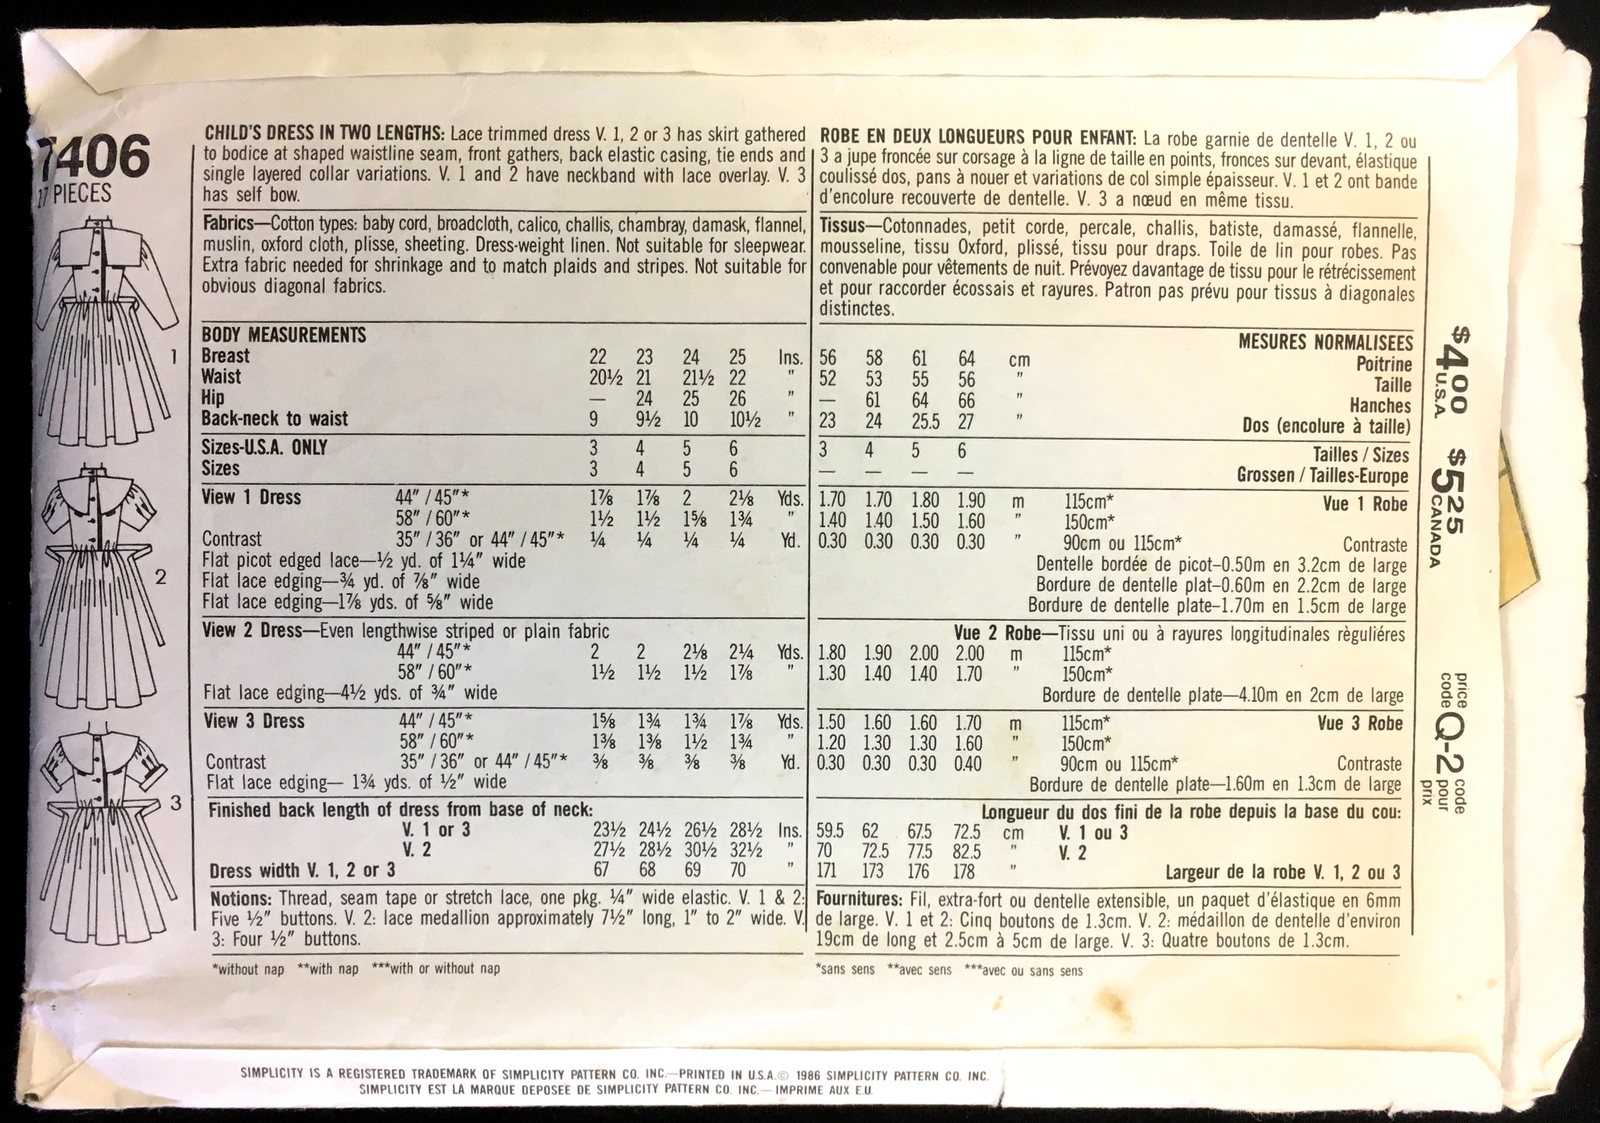 7406
17 PIECES
1
2
3
CHILD'S DRESS IN TWO LENGTHS: Lace trimmed dress V. 1, 2 or 3 has skirt gathered
to bodice at shaped waistline seam, front gathers, back elastic casing, tie ends and
single layered collar variations. V. 1 and 2 have neckband with lace overlay. V. 3
has self bow.
Fabrics—Cotton types: baby cord, broadcloth, calico, challis, chambray, damask, flannel,
muslin, oxford cloth, plisse, sheeting. Dress-weight linen. Not suitable for sleepwear.
Extra fabric needed for shrinkage and to match plaids and stripes. Not suitable for
obvious diagonal fabrics.
BODY MEASUREMENTS
Breast 22 23 24 25 Ins.
Waist 20½ 21 21½ 22 "
Hip — 24 25 26 "
Back-neck to waist 9 9½ 10 10½ "
Sizes-U.S.A. ONLY 3 4 5 6
Sizes 3 4 5 6
View 1 Dress 44" / 45"* 1⅞ 1⅞ 2 2⅛ Yds.
58" / 60"* 1½ 1½ 1⅝ 1¾ "
Contrast 35" / 36" or 44" / 45"* ¼ ¼ ¼ ¼ Yd.
Flat picot edged lace—½ yd. of 1¼" wide
Flat lace edging—¾ yd. of ⅞" wide
Flat lace edging—1⅞ yds. of ⅝" wide
View 2 Dress—Even lengthwise striped or plain fabric
44" / 45"* 2 2 2⅛ 2¼ Yds.
58" / 60"* 1½ 1½ 1½ 1⅞ "
Flat lace edging—4½ yds. of ¾" wide
View 3 Dress 44" / 45"* 1⅝ 1¾ 1¾ 1⅞ Yds.
58" / 60"* 1⅜ 1⅜ 1½ 1¾ "
Contrast 35" / 36" or 44" / 45"* ⅜ ⅜ ⅜ ⅜ Yd.
Flat lace edging— 1¾ yds. of ½" wide
Finished back length of dress from base of neck:
V. 1 or 3 23½ 24½ 26½ 28½ Ins.
V. 2 27½ 28½ 30½ 32½ "
Dress width V. 1, 2 or 3 67 68 69 70 "
Notions: Thread, seam tape or stretch lace, one pkg. ¼" wide elastic. V. 1 & 2:
Five ½" buttons. V. 2: lace medallion approximately 7½" long, 1" to 2" wide. V.
3: Four ½" buttons.
*without nap **with nap ***with or without nap
ROBE EN DEUX LONGUEURS POUR ENFANT: La robe garnie de dentelle V. 1, 2 ou
3 a jupe froncée sur corsage à la ligne de taille en points, fronces sur devant, élastique
coulissé dos, pans à nouer et variations de col simple épaisseur. V. 1 et 2 ont bande
d'encolure recouverte de dentelle. V. 3 a nœud en même tissu.
Tissus—Cotonnades, petit corde, percale, challis, batiste, damassé, flannelle,
mousseline, tissu Oxford, plissé, tissu pour draps. Toile de lin pour robes. Pas
convenable pour vêtements de nuit. Prévoyez davantage de tissu pour le rétrécissement
et pour raccorder écossais et rayures. Patron pas prévu pour tissus à diagonales
distinctes.
MESURES NORMALISEES
56 58 61 64 cm Poitrine
52 53 55 56 " Taille
— 61 64 66 " Hanches
23 24 25.5 27 " Dos (encolure à taille)
3 4 5 6 Tailles / Sizes
— — — — Grossen / Tailles-Europe
1.70 1.70 1.80 1.90 m 115cm* Vue 1 Robe
1.40 1.40 1.50 1.60 " 150cm*
0.30 0.30 0.30 0.30 " 90cm ou 115cm* Contraste
Dentelle bordée de picot—0.50m en 3.2cm de large
Bordure de dentelle plat—0.60m en 2.2cm de large
Bordure de dentelle plate—1.70m en 1.5cm de large
Vue 2 Robe—Tissu uni ou à rayures longitudinales règuliéres
1.80 1.90 2.00 2.00 m 115cm*
1.30 1.40 1.40 1.70 " 150cm*
Bordure de dentelle plate—4.10m en 2cm de large
1.50 1.60 1.60 1.70 m 115cm* Vue 3 Robe
1.20 1.30 1.30 1.60 " 150cm*
0.30 0.30 0.30 0.40 " 90cm ou 115cm* Contraste
Bordure de dentelle plate—1.60m en 1.3cm de large
Longueur du dos fini de la robe depuis la base du cou:
59.5 62 67.5 72.5 cm V. 1 ou 3
70 72.5 77.5 82.5 " V. 2
171 173 176 178 " Largeur de la robe V. 1, 2 ou 3
Fournitures: Fil, extra-fort ou dentelle extensible, un paquet d'élastique en 6mm
de large. V. 1 et 2: Cinq boutons de 1.3cm. V. 2: médaillon de dentelle d'environ
19cm de long et 2.5cm à 5cm de large. V. 3: Quatre boutons de 1.3cm.
*sans sens **avec sens ***avec ou sans sens
$4.00 U.S.A.
$5.25 CANADA
price code Q-2 code pour prix
SIMPLICITY IS A REGISTERED TRADEMARK OF SIMPLICITY PATTERN CO. INC.—PRINTED IN U.S.A.© 1986 SIMPLICITY PATTERN CO. INC.
SIMPLICITY EST LA MARQUE DEPOSEE DE SIMPLICITY PATTERN CO. INC.— IMPRIME AUX E.U.